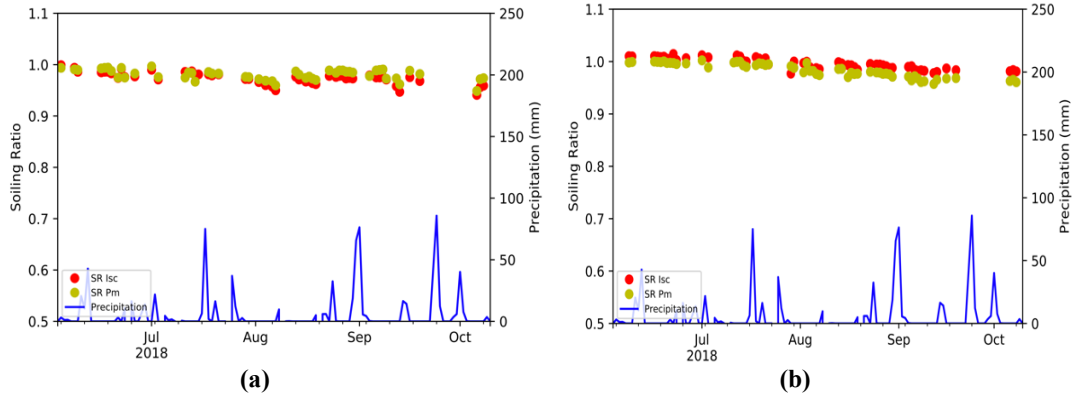 1.1
1.0
0.9
0.8
0.7
0.6
0.5
Soiling Ratio
250
200
150
100
50
0
Precipitation (mm)
SR Isc
SR Pm
Precipitation
Jul
2018
Aug
Sep
Oct
(a)
1.1
1.0
0.9
0.8
0.7
0.6
0.5
Soiling Ratio
250
200
150
100
50
0
Precipitation (mm)
SR Isc
SR Pm
Precipitation
Jul
2018
Aug
Sep
Oct
(b)